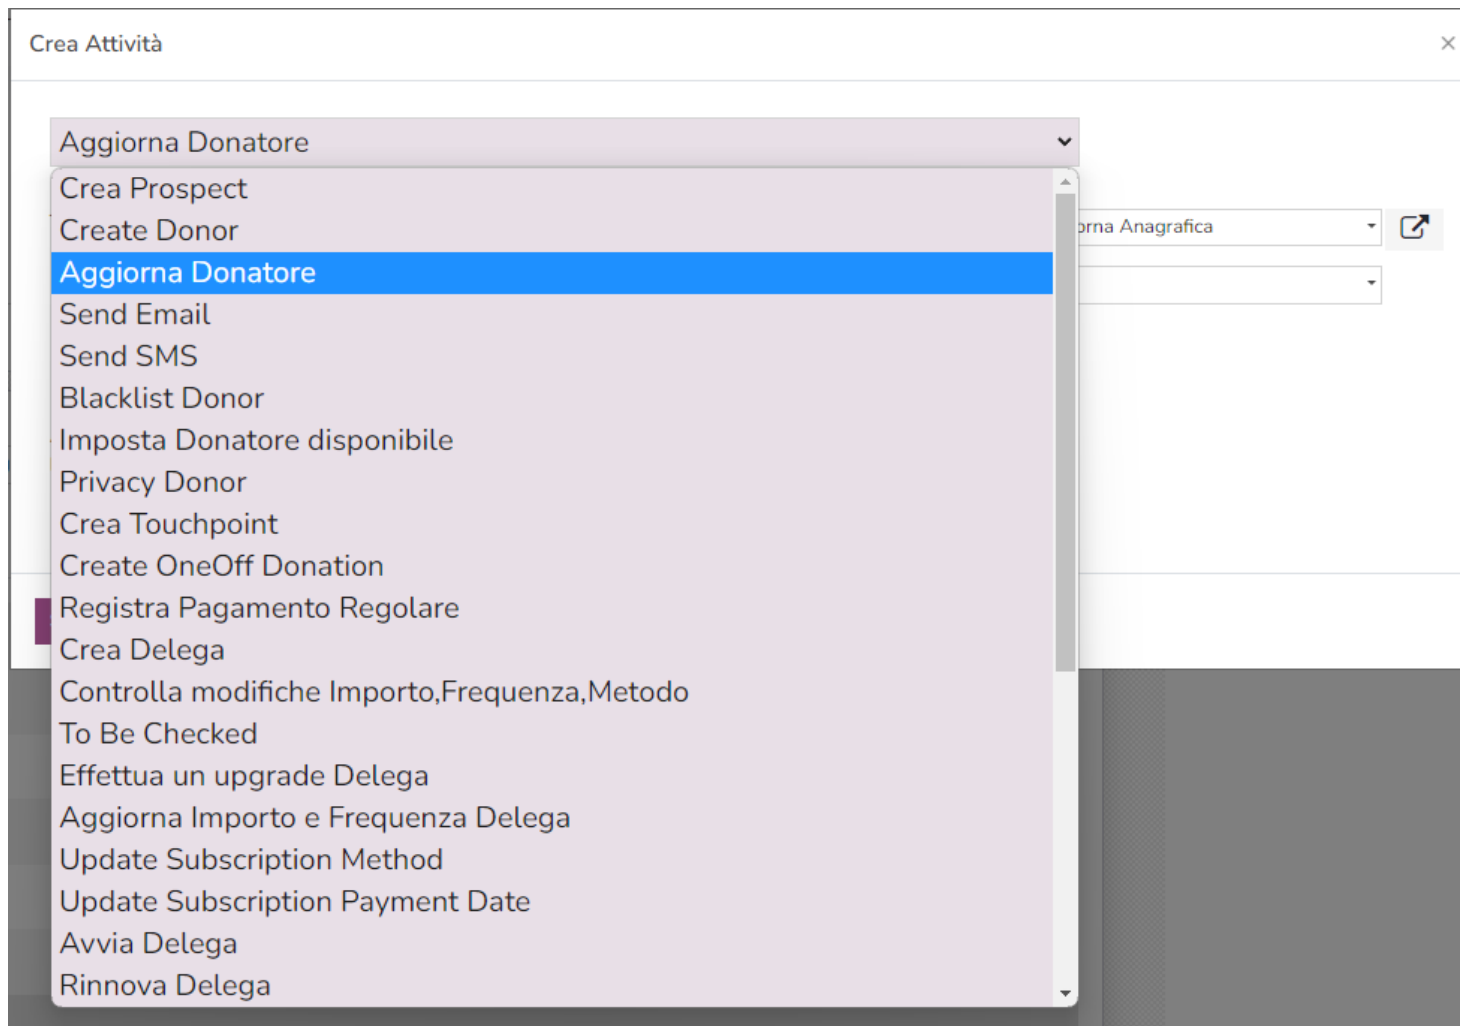 Crea Attività
Aggiorna Donatore
Crea Prospect
Create Donor
Aggiorna Donatore
Send Email
Send SMS
Blacklist Donor
Imposta Donatore disponibile
Privacy Donor
Crea Touchpoint
Create OneOff Donation
Registra Pagamento Regolare
Crea Delega
Controlla modifiche Importo,Frequenza,Metodo
To Be Checked
Effettua un upgrade Delega
Aggiorna Importo e Frequenza Delega
Update Subscription Method
Update Subscription Payment Date
Avvia Delega
Rinnova Delega
orna Anagrafica